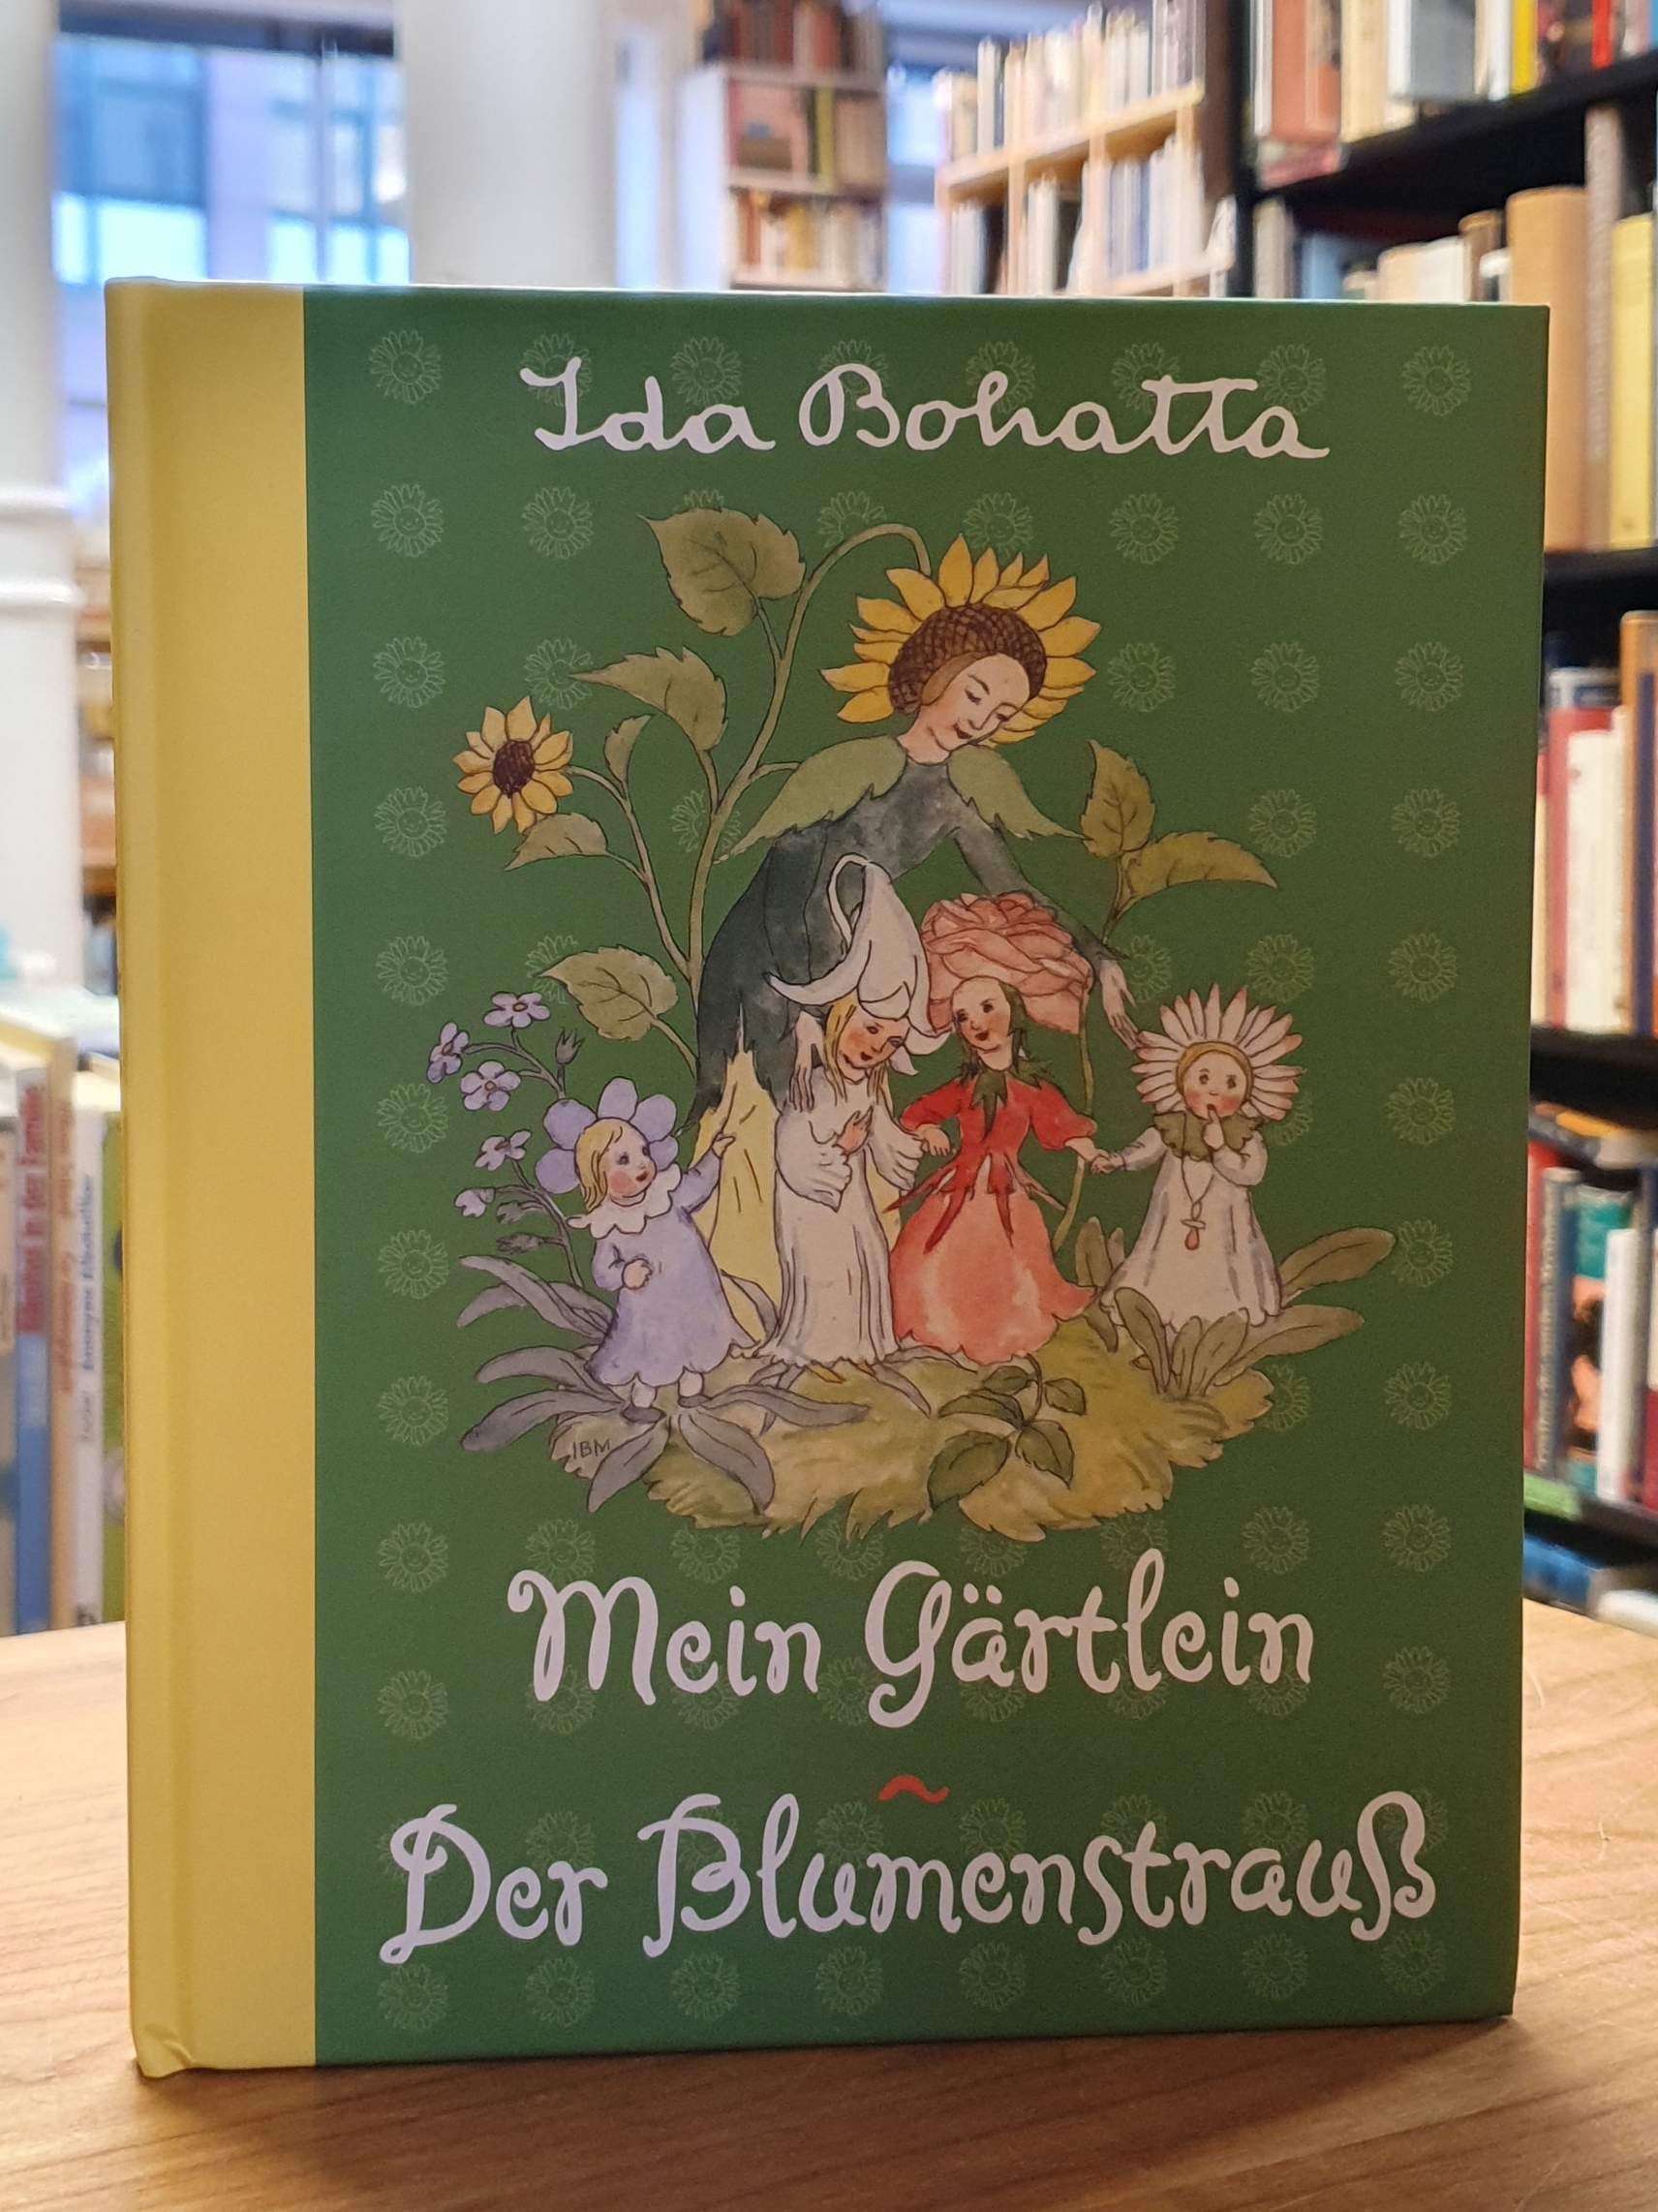 Ida Bohatta
IBM
Mein Gärtlein
~
Der Blumenstrauß